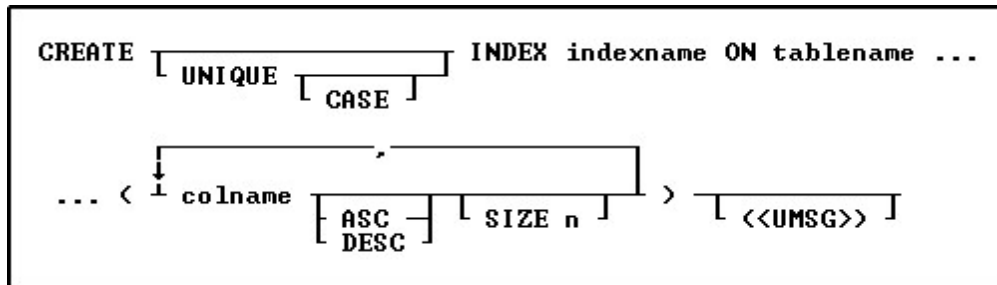 CREATE INDEX indexname ON tablename ...
UNIQUE
CASE
,
... ( colname ) 
ASC SIZE n <<UMSG>>
DESC